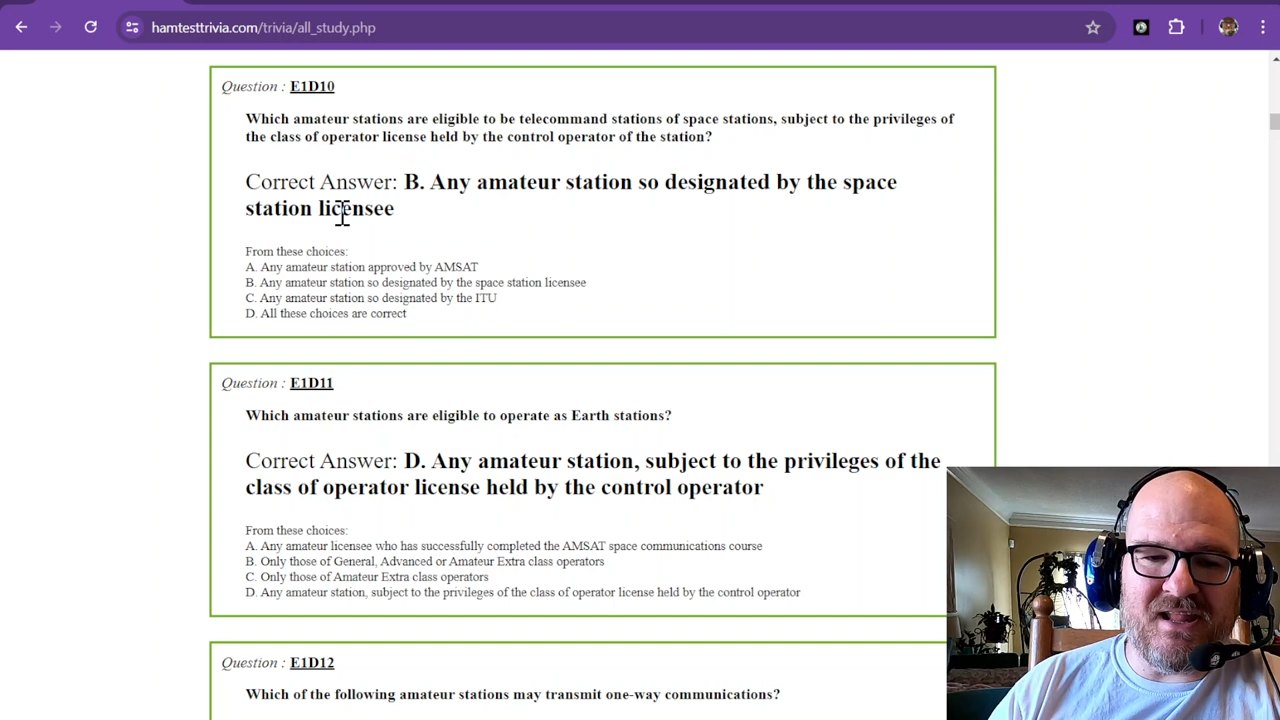 hamtesttrivia.com/trivia/all_study.php
Question : E1D10
Which amateur stations are eligible to be telecommand stations of space stations, subject to the privileges of
the class of operator license held by the control operator of the station?
Correct Answer: B. Any amateur station so designated by the space
station licensee
From these choices:
A. Any amateur station approved by AMSAT
B. Any amateur station so designated by the space station licensee
C. Any amateur station so designated by the ITU
D. All these choices are correct
Question : E1D11
Which amateur stations are eligible to operate as Earth stations?
Correct Answer: D. Any amateur station, subject to the privileges of the
class of operator license held by the control operator
From these choices:
A. Any amateur licensee who has successfully completed the AMSAT space communications course
B. Only those of General, Advanced or Amateur Extra class operators
C. Only those of Amateur Extra class operators
D. Any amateur station, subject to the privileges of the class of operator license held by the control operator
Question : E1D12
Which of the following amateur stations may transmit one-way communications?